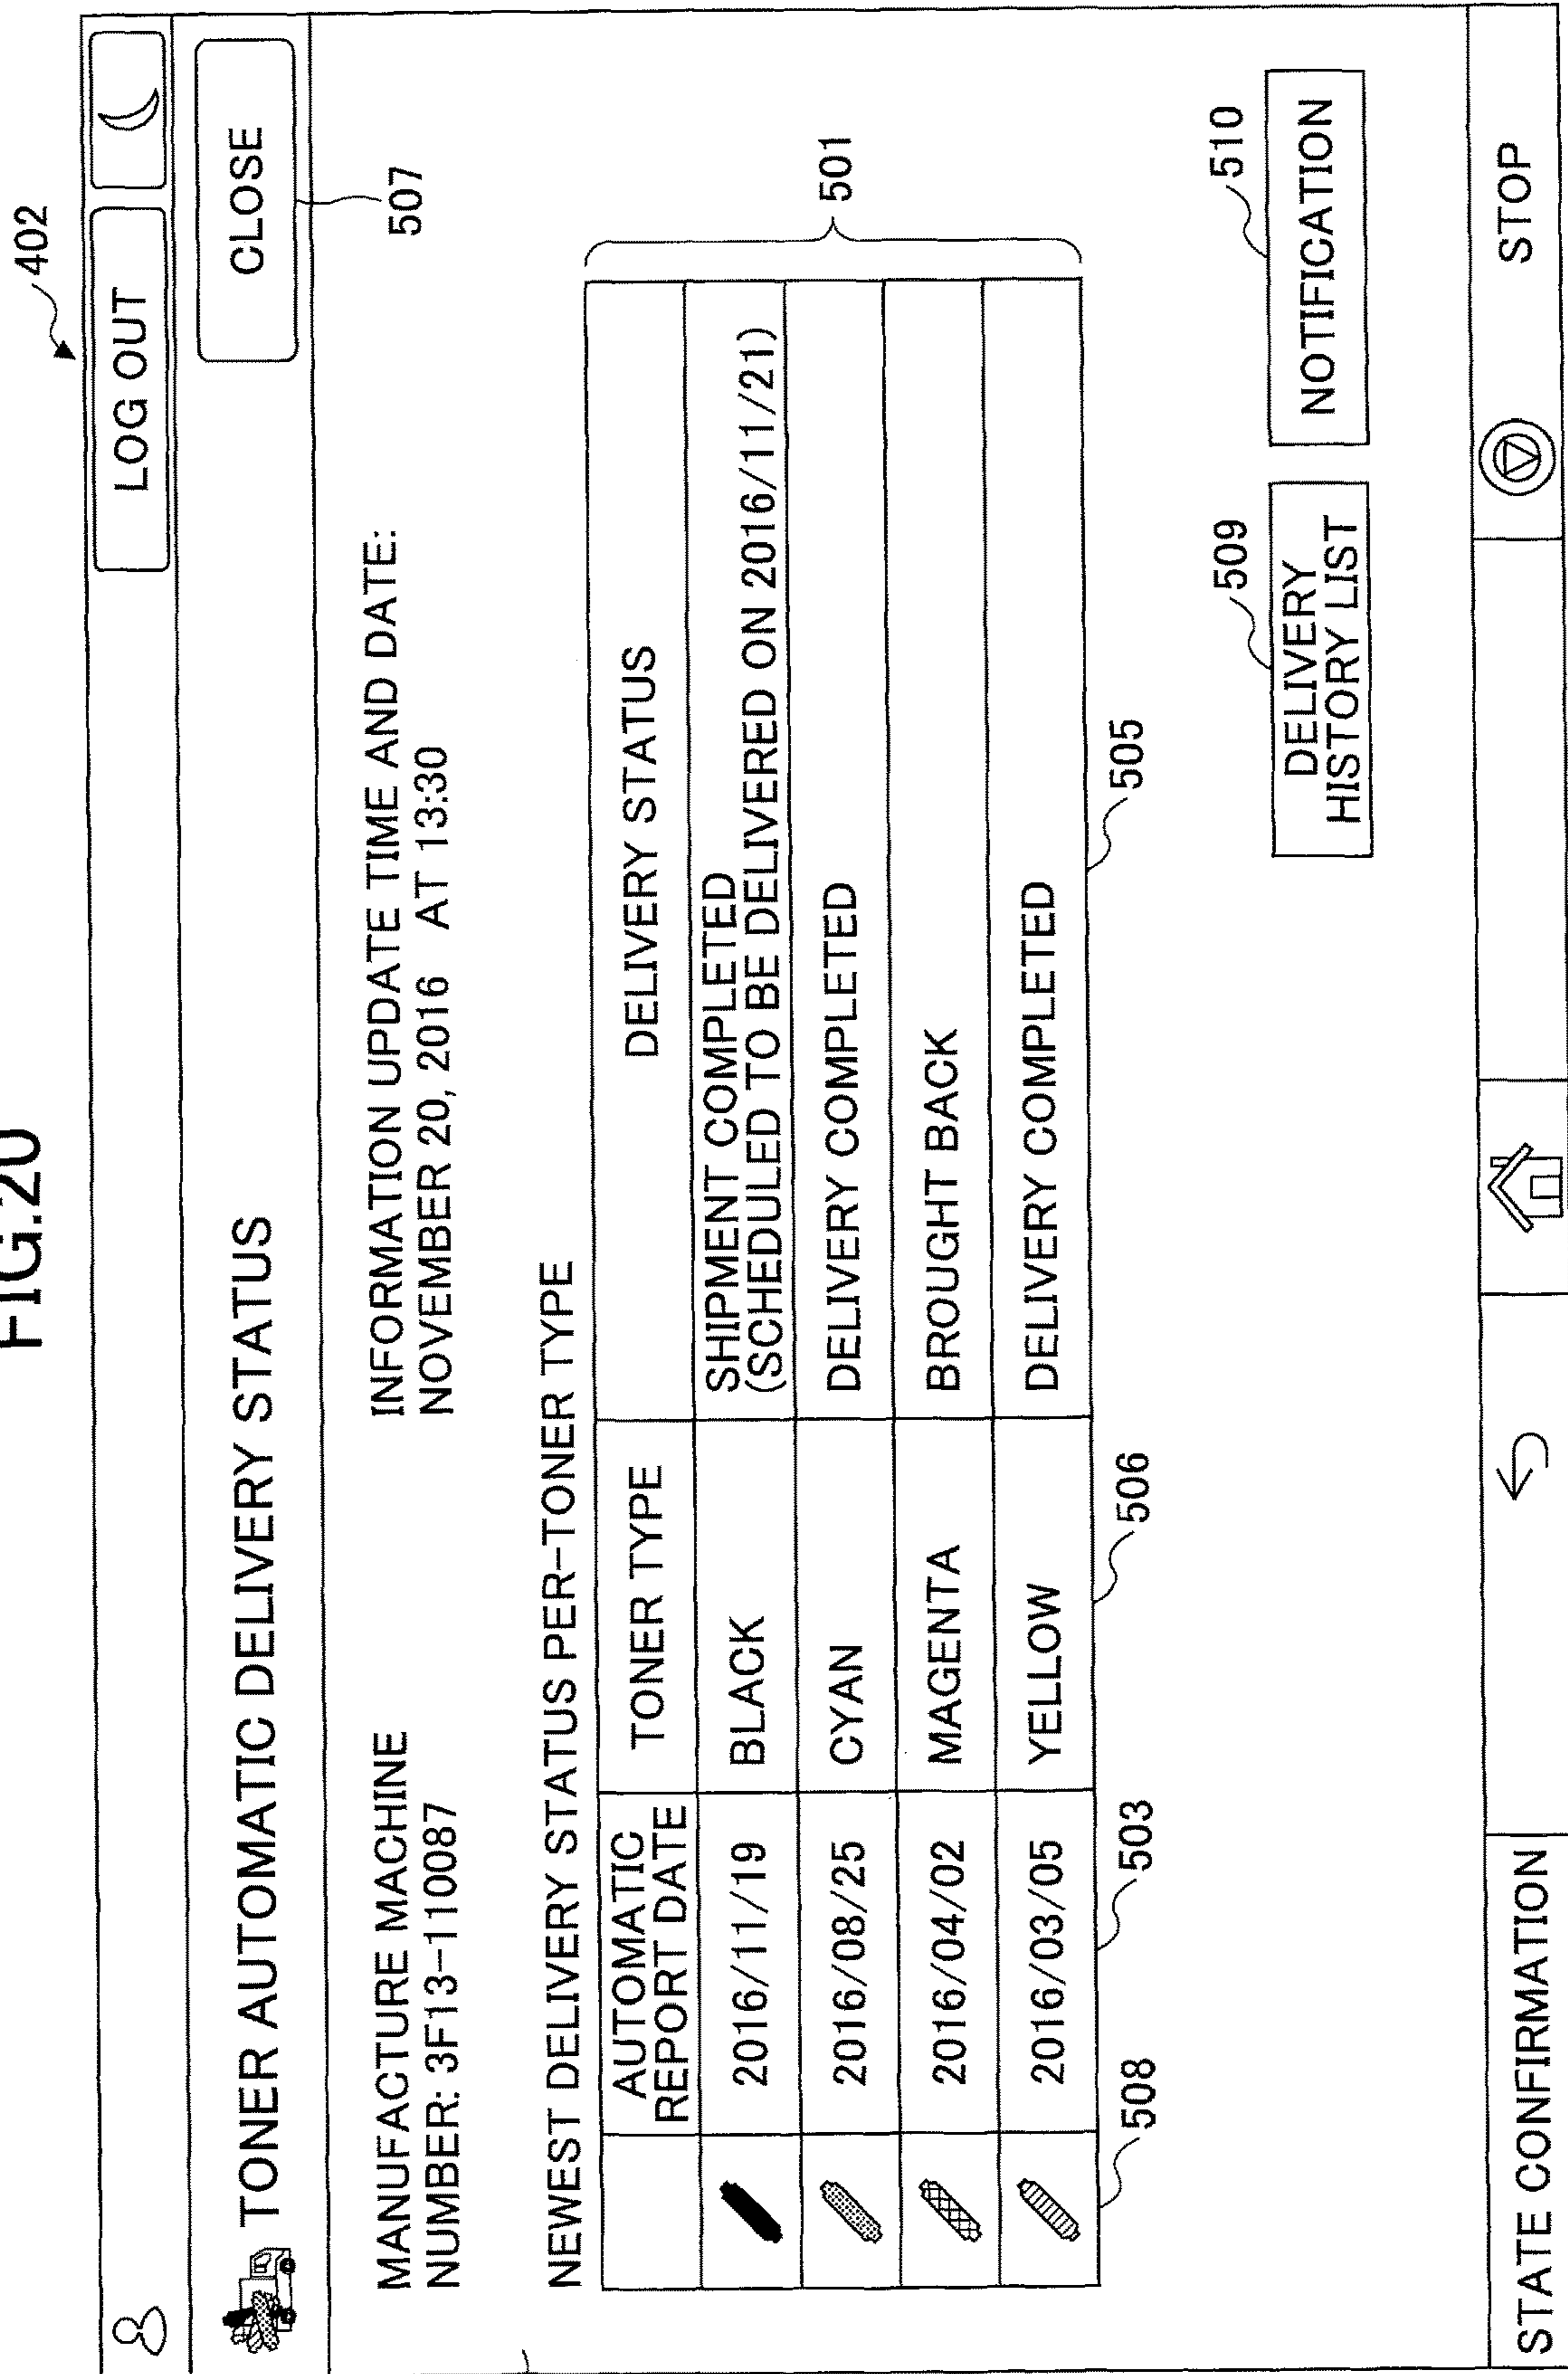 FIG.20
402
LOG OUT
TONER AUTOMATIC DELIVERY STATUS
CLOSE
507
MANUFACTURE MACHINE
NUMBER: 3F13-110087
INFORMATION UPDATE TIME AND DATE:
NOVEMBER 20, 2016 AT 13:30
NEWEST DELIVERY STATUS PER-TONER TYPE
AUTOMATIC
REPORT DATE
TONER TYPE
DELIVERY STATUS
2016/11/19
BLACK
SHIPMENT COMPLETED
(SCHEDULED TO BE DELIVERED ON 2016/11/21)
2016/08/25
CYAN
DELIVERY COMPLETED
2016/04/02
MAGENTA
BROUGHT BACK
2016/03/05
YELLOW
DELIVERY COMPLETED
501
508
503
506
505
509
510
DELIVERY
HISTORY LIST
NOTIFICATION
STATE CONFIRMATION
STOP